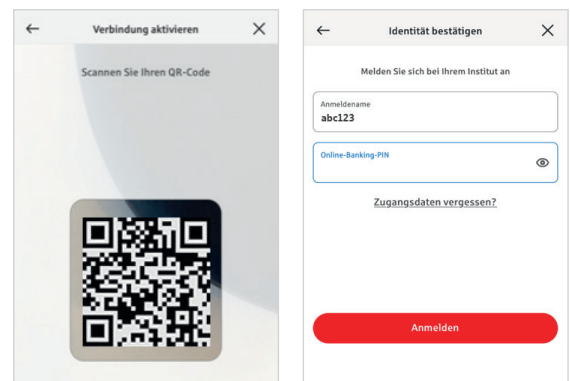 Verbindung aktivieren
Scannen Sie Ihren QR-Code
Identität bestätigen
Melden Sie sich bei Ihrem Institut an
Anmeldename
abc123
Online-Banking-PIN
Zugangsdaten vergessen?
Anmelden